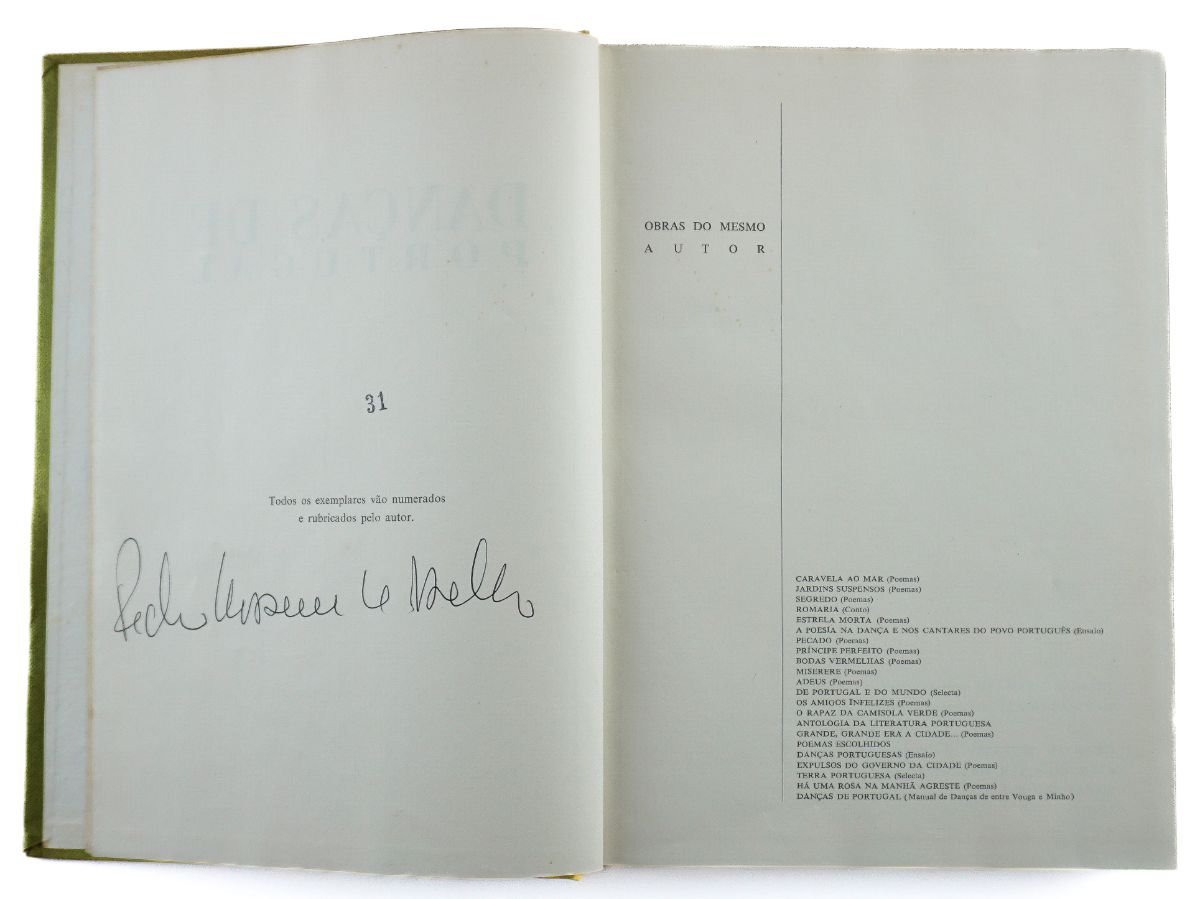 31
Todos os exemplares vão numerados
e rubricados pelo autor.
Pedro Homem de Mello
OBRAS DO MESMO
AUTOR
CARAVELA AO MAR (Poemas)
JARDINS SUSPENSOS (Poemas)
SEGREDO (Poemas)
ROMARIA (Conto)
ESTRELA MORTA (Poemas)
A POESIA NA DANÇA E NOS CANTARES DO POVO PORTUGUÊS (Ensaio)
PECADO (Poemas)
PRÍNCIPE PERFEITO (Poemas)
BODAS VERMELHAS (Poemas)
MISERERE (Poemas)
ADEUS (Poemas)
DE PORTUGAL E DO MUNDO (Selecta)
OS AMIGOS INFELIZES (Poemas)
O RAPAZ DA CAMISOLA VERDE (Poemas)
ANTOLOGIA DA LITERATURA PORTUGUESA
GRANDE, GRANDE ERA A CIDADE... (Poemas)
POEMAS ESCOLHIDOS
DANÇAS PORTUGUESAS (Ensaio)
EXPULSOS DO GOVERNO DA CIDADE (Poemas)
TERRA PORTUGUESA (Selecta)
HÁ UMA ROSA NA MANHÃ AGRESTE (Poemas)
DANÇAS DE PORTUGAL (Manual de Danças de entre Vouga e Minho)